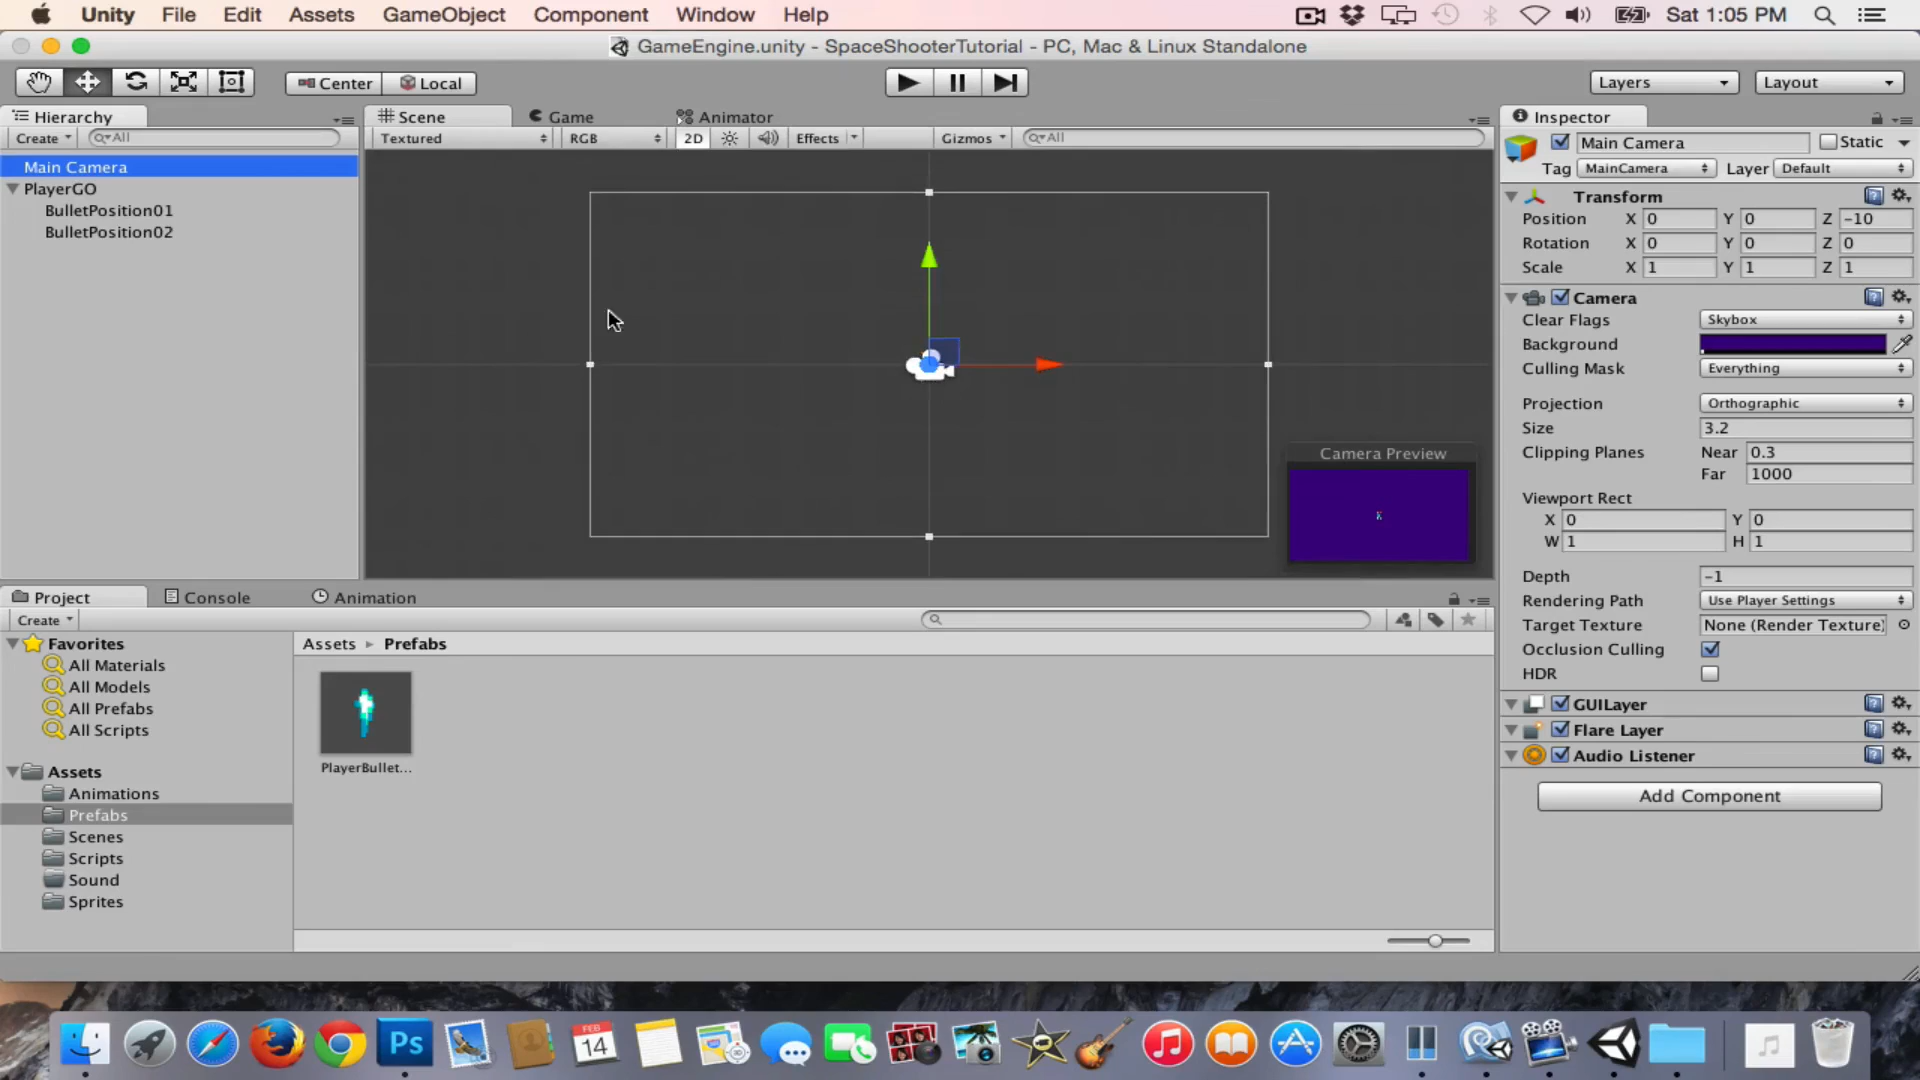 Unity File Edit Assets GameObject Component Window Help Sat 1:05 PM
GameEngine.unity - SpaceShooterTutorial - PC, Mac & Linux Standalone
Center Local Layers Layout
Hierarchy Scene Game Animator Inspector
Create All Textured RGB 2D Effects Gizmos All
Main Camera
PlayerGO
BulletPosition01
BulletPosition02
Camera Preview
Main Camera Static
Tag MainCamera Layer Default
Transform
Position X 0 Y 0 Z -10
Rotation X 0 Y 0 Z 0
Scale X 1 Y 1 Z 1
Camera
Clear Flags Skybox
Background
Culling Mask Everything
Projection Orthographic
Size 3.2
Clipping Planes Near 0.3
Far 1000
Viewport Rect
X 0 Y 0
W 1 H 1
Depth -1
Rendering Path Use Player Settings
Target Texture None (Render Texture)
Occlusion Culling
HDR
GUILayer
Flare Layer
Audio Listener
Add Component
Project Console Animation
Create
Favorites
All Materials
All Models
All Prefabs
All Scripts
Assets
Animations
Prefabs
Scenes
Scripts
Sound
Sprites
Assets Prefabs
PlayerBullet...
Ps
FEB
14